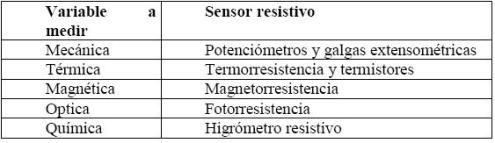 Variable a medir Sensor resistivo
Mecánica Potenciómetros y galgas extensométricas
Térmica Termorresistencia y termistores
Magnética Magnetorresistencia
Optica Fotorresistencia
Química Higrómetro resistivo